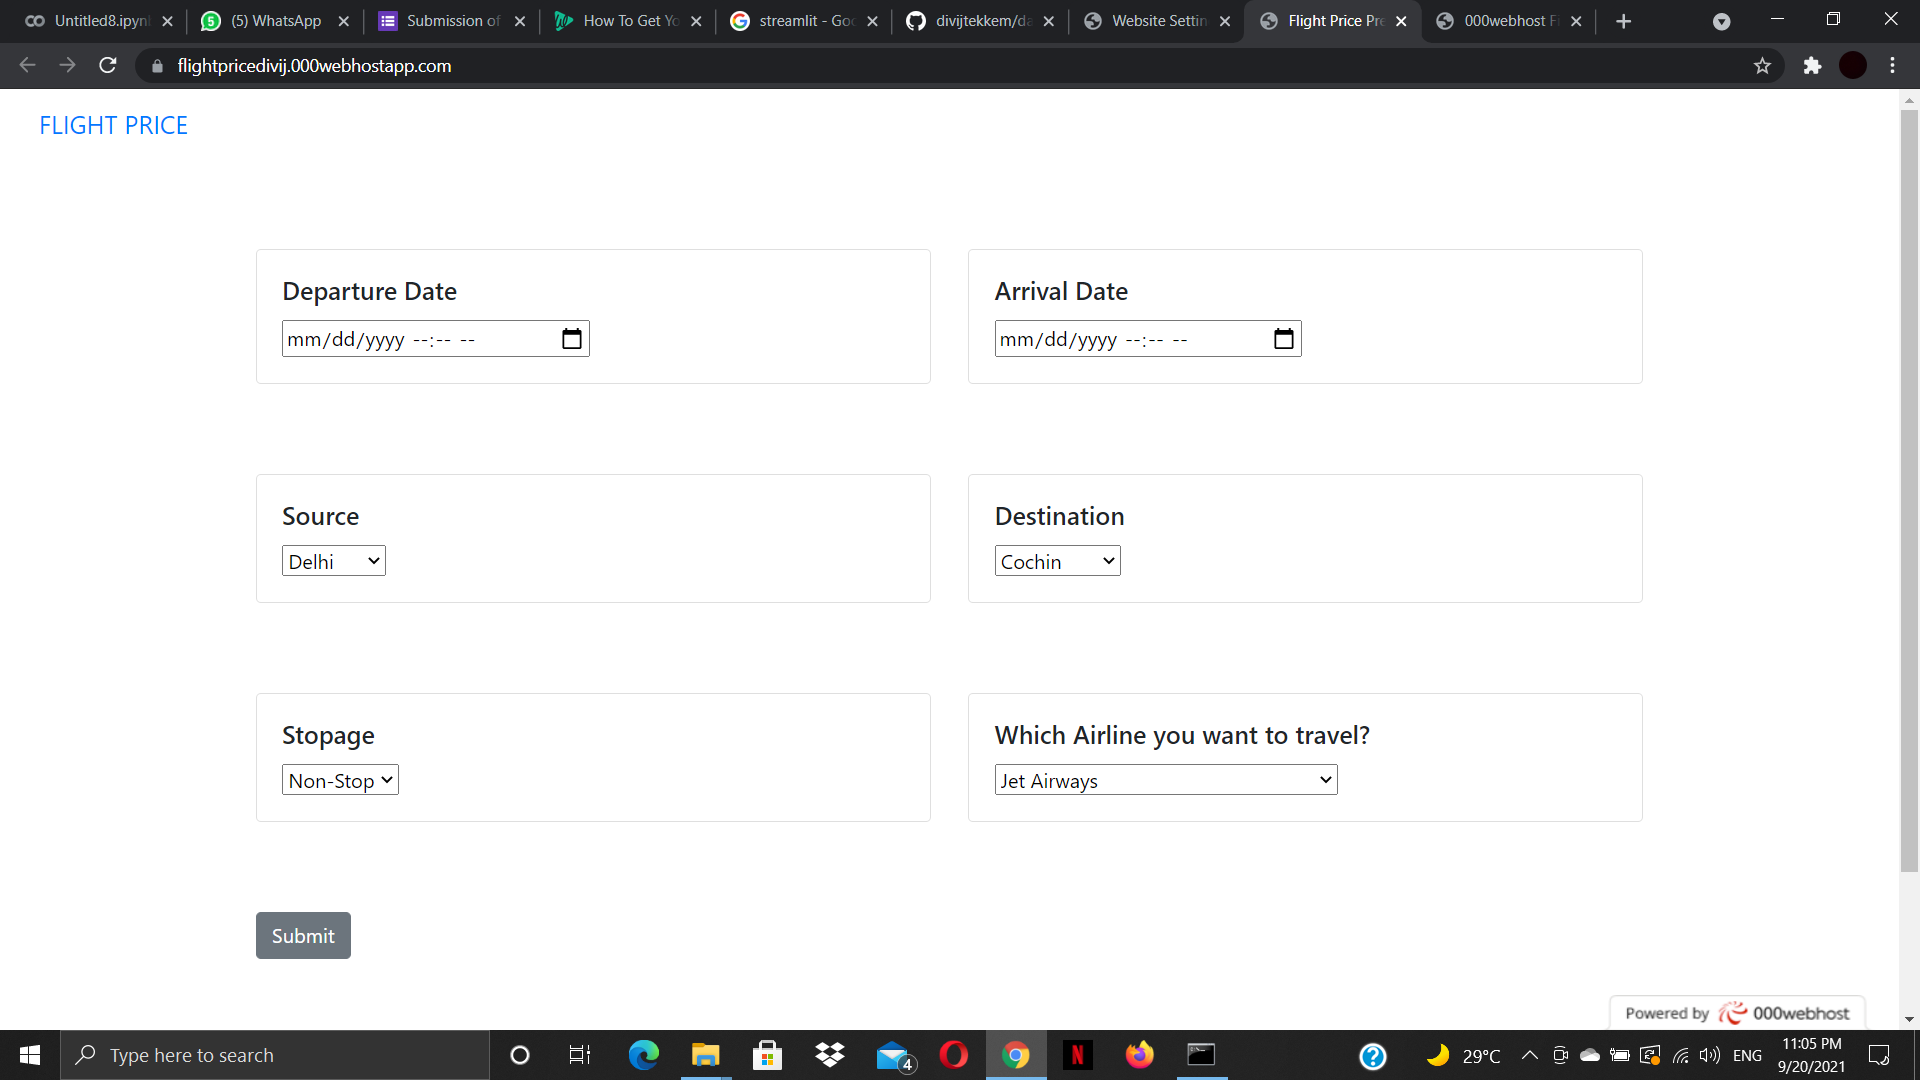 Untitled8.ipynb
(5) WhatsApp
Submission of
How To Get Yo
streamlit - Goo
divijtekkem/da
Website Settin
Flight Price Pre
000webhost Fi
flightpricedivij.000webhostapp.com
FLIGHT PRICE
Departure Date
mm/dd/yyyy --:-- --
Arrival Date
mm/dd/yyyy --:-- --
Source
Delhi
Destination
Cochin
Stopage
Non-Stop
Which Airline you want to travel?
Jet Airways
Submit
Powered by 000webhost
Type here to search
4
29°C
ENG
11:05 PM
9/20/2021